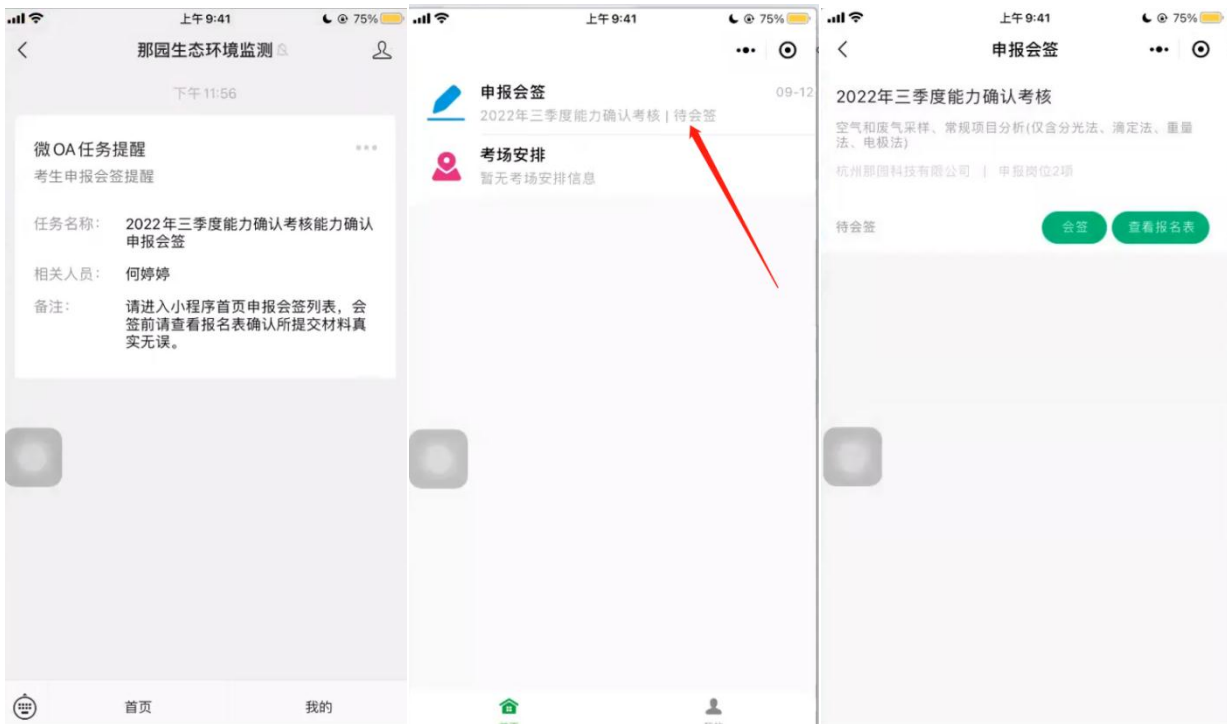 上午 9:41
75%
那园生态环境监测
下午 11:56
微OA任务提醒
考生申报会签提醒
任务名称：
2022年三季度能力确认考核能力确认
申报会签
相关人员：
何婷婷
备注：
请进入小程序首页申报会签列表，会
签前请查看报名表确认所提交材料真
实无误。
首页
我的
上午 9:41
75%
申报会签
09-12
2022年三季度能力确认考核 | 待会签
考场安排
暂无考场安排信息
上午 9:41
75%
申报会签
2022年三季度能力确认考核
空气和废气采样、常规项目分析(仅含分光法、滴定法、重量
法、电极法)
杭州那园科技有限公司 | 申报岗位2项
待会签
会签
查看报名表